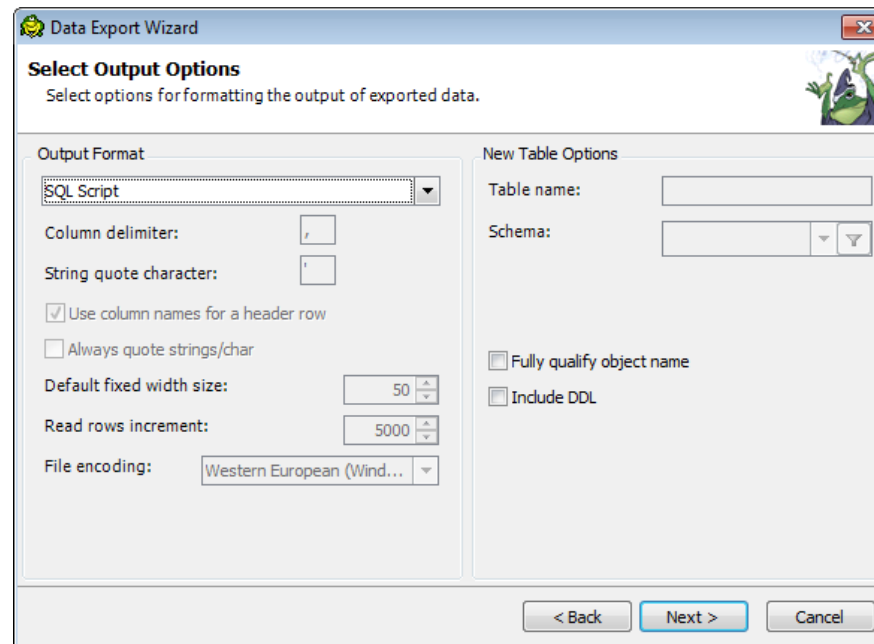 Data Export Wizard
Select Output Options
Select options for formatting the output of exported data.
Output Format
SQL Script
Column delimiter: ,
String quote character: '
Use column names for a header row
Always quote strings/char
Default fixed width size: 50
Read rows increment: 5000
File encoding: Western European (Wind...
New Table Options
Table name:
Schema:
Fully qualify object name
Include DDL
< Back
Next >
Cancel